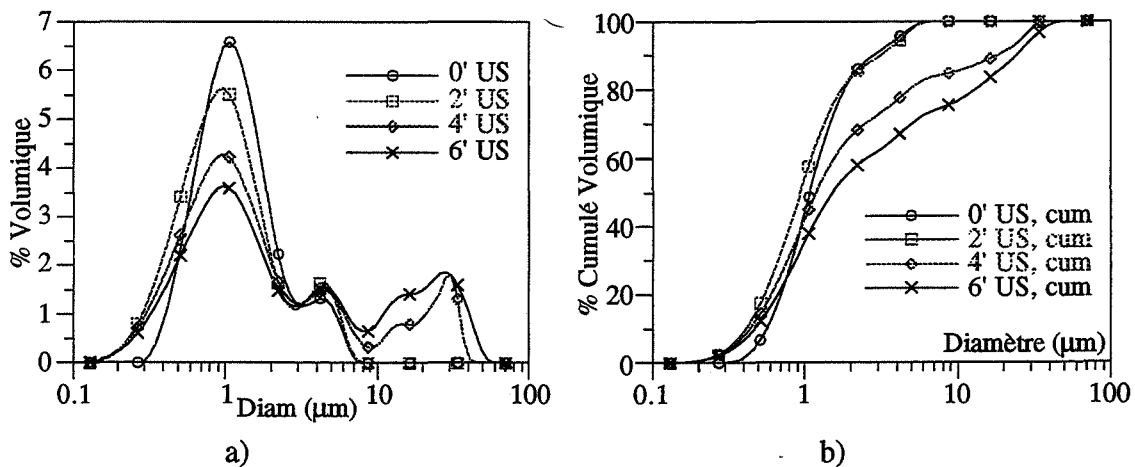 7
6
5
4
3
2
1
0
% Volumique
0' US
2' US
4' US
6' US
0.1
1
10
100
Diam (µm)
a)
100
80
60
40
20
0
% Cumulé Volumique
0' US, cum
2' US, cum
4' US, cum
6' US, cum
Diamètre (µm)
0.1
1
10
100
b)